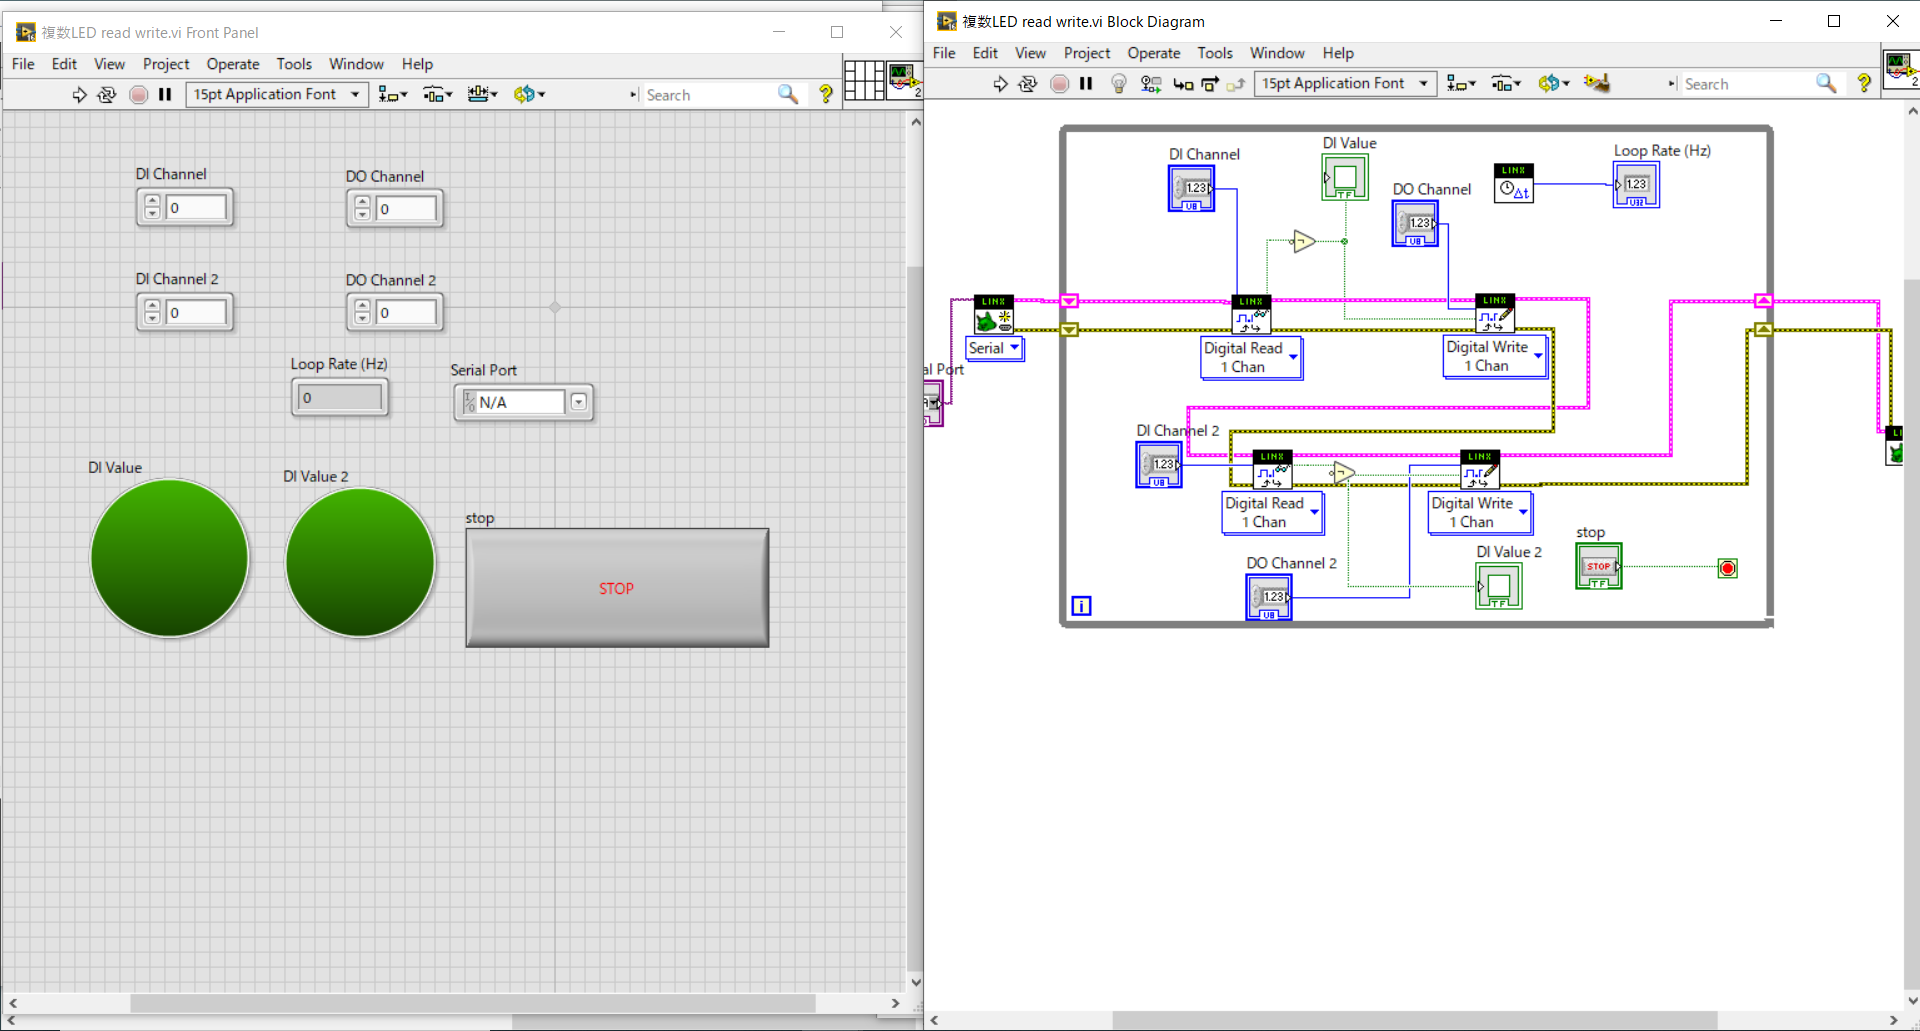 複数LED read write.vi Front Panel
File Edit View Project Operate Tools Window Help
15pt Application Font
Search
2
DI Channel
0
DO Channel
0
DI Channel 2
0
DO Channel 2
0
Loop Rate (Hz)
0
Serial Port
N/A
DI Value
DI Value 2
stop
STOP
複数LED read write.vi Block Diagram
File Edit View Project Operate Tools Window Help
15pt Application Font
Search
2
DI Channel
1.23
U8
DI Value
TF
DO Channel
1.23
U8
LINX
Δt
Loop Rate (Hz)
1.23
U32
LINX
Serial
al Port
LINX
Digital Read
1 Chan
LINX
Digital Write
1 Chan
DI Channel 2
1.23
U8
LINX
Digital Read
1 Chan
LINX
Digital Write
1 Chan
LI
DO Channel 2
1.23
U8
DI Value 2
TF
stop
STOP
TF
i